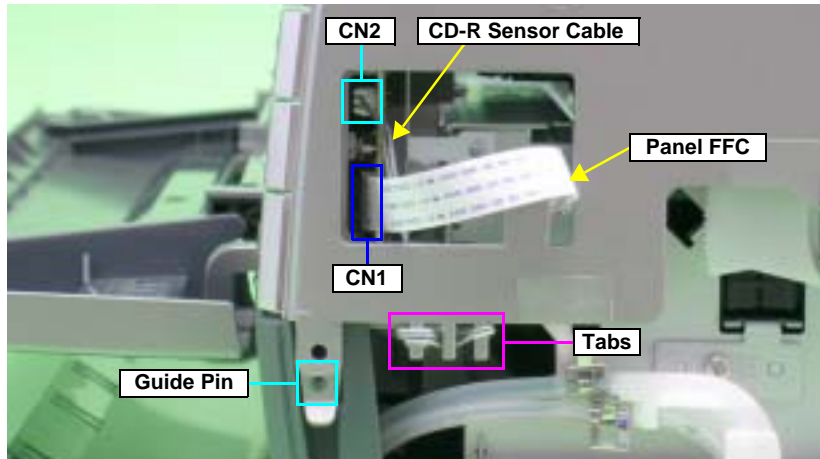 CN2
CD-R Sensor Cable
Panel FFC
CN1
Tabs
Guide Pin